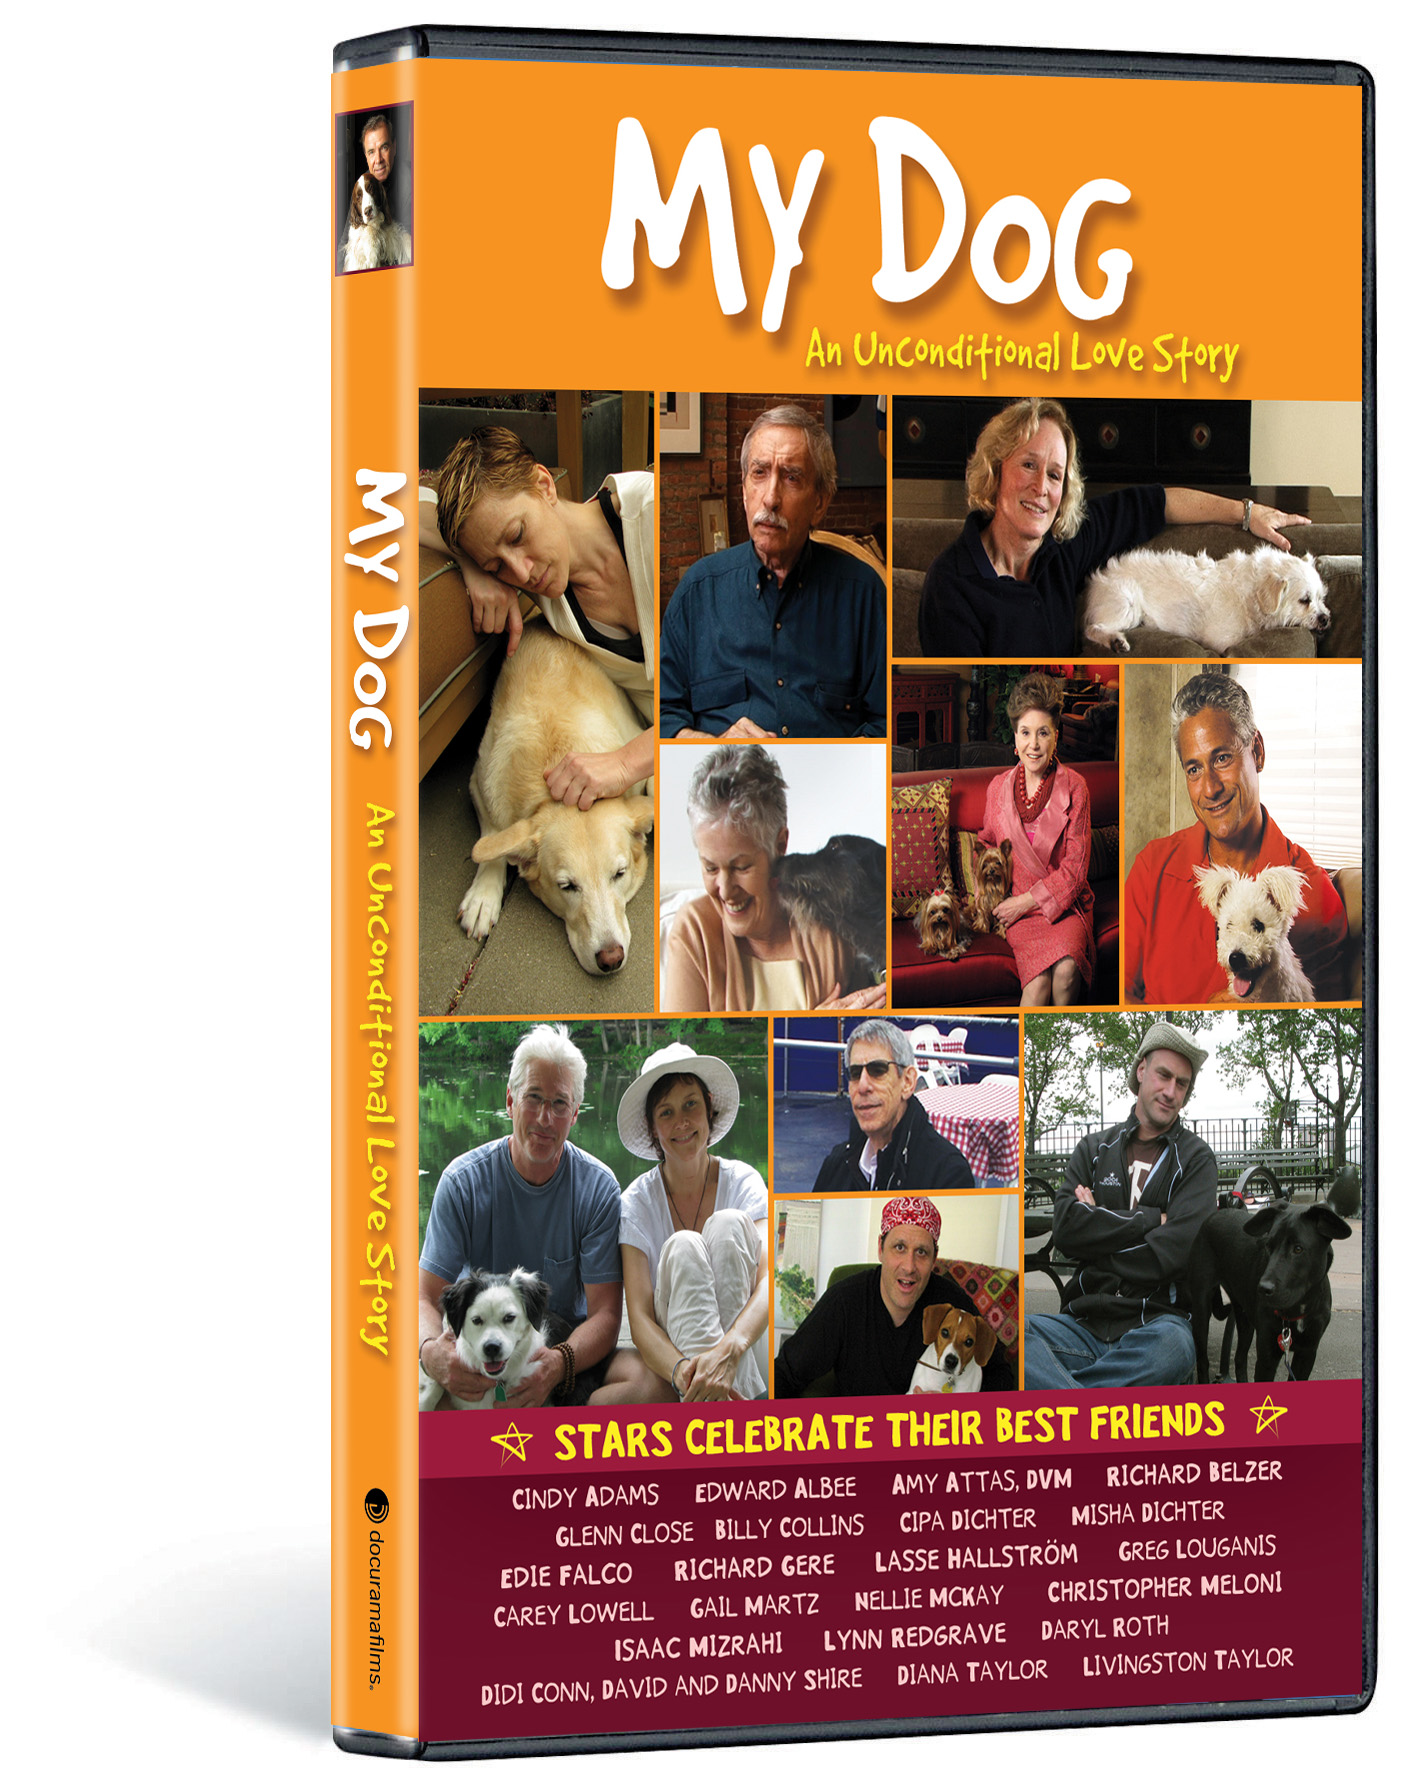 My Dog
An Unconditional Love Story
STARS CELEBRATE THEIR BEST FRIENDS
CINDY ADAMS EDWARD ALBEE AMY ATTAS, DVM RICHARD BELZER
GLENN CLOSE BILLY COLLINS CIPA DICHTER MISHA DICHTER
EDIE FALCO RICHARD GERE LASSE HALLSTRÖM GREG LOUGANIS
CAREY LOWELL GAIL MARTZ NELLIE MCKAY CHRISTOPHER MELONI
ISAAC MIZRAHI LYNN REDGRAVE DARYL ROTH
DIDI CONN, DAVID AND DANNY SHIRE DIANA TAYLOR LIVINGSTON TAYLOR
My Dog An Unconditional Love Story
docuramafilms®